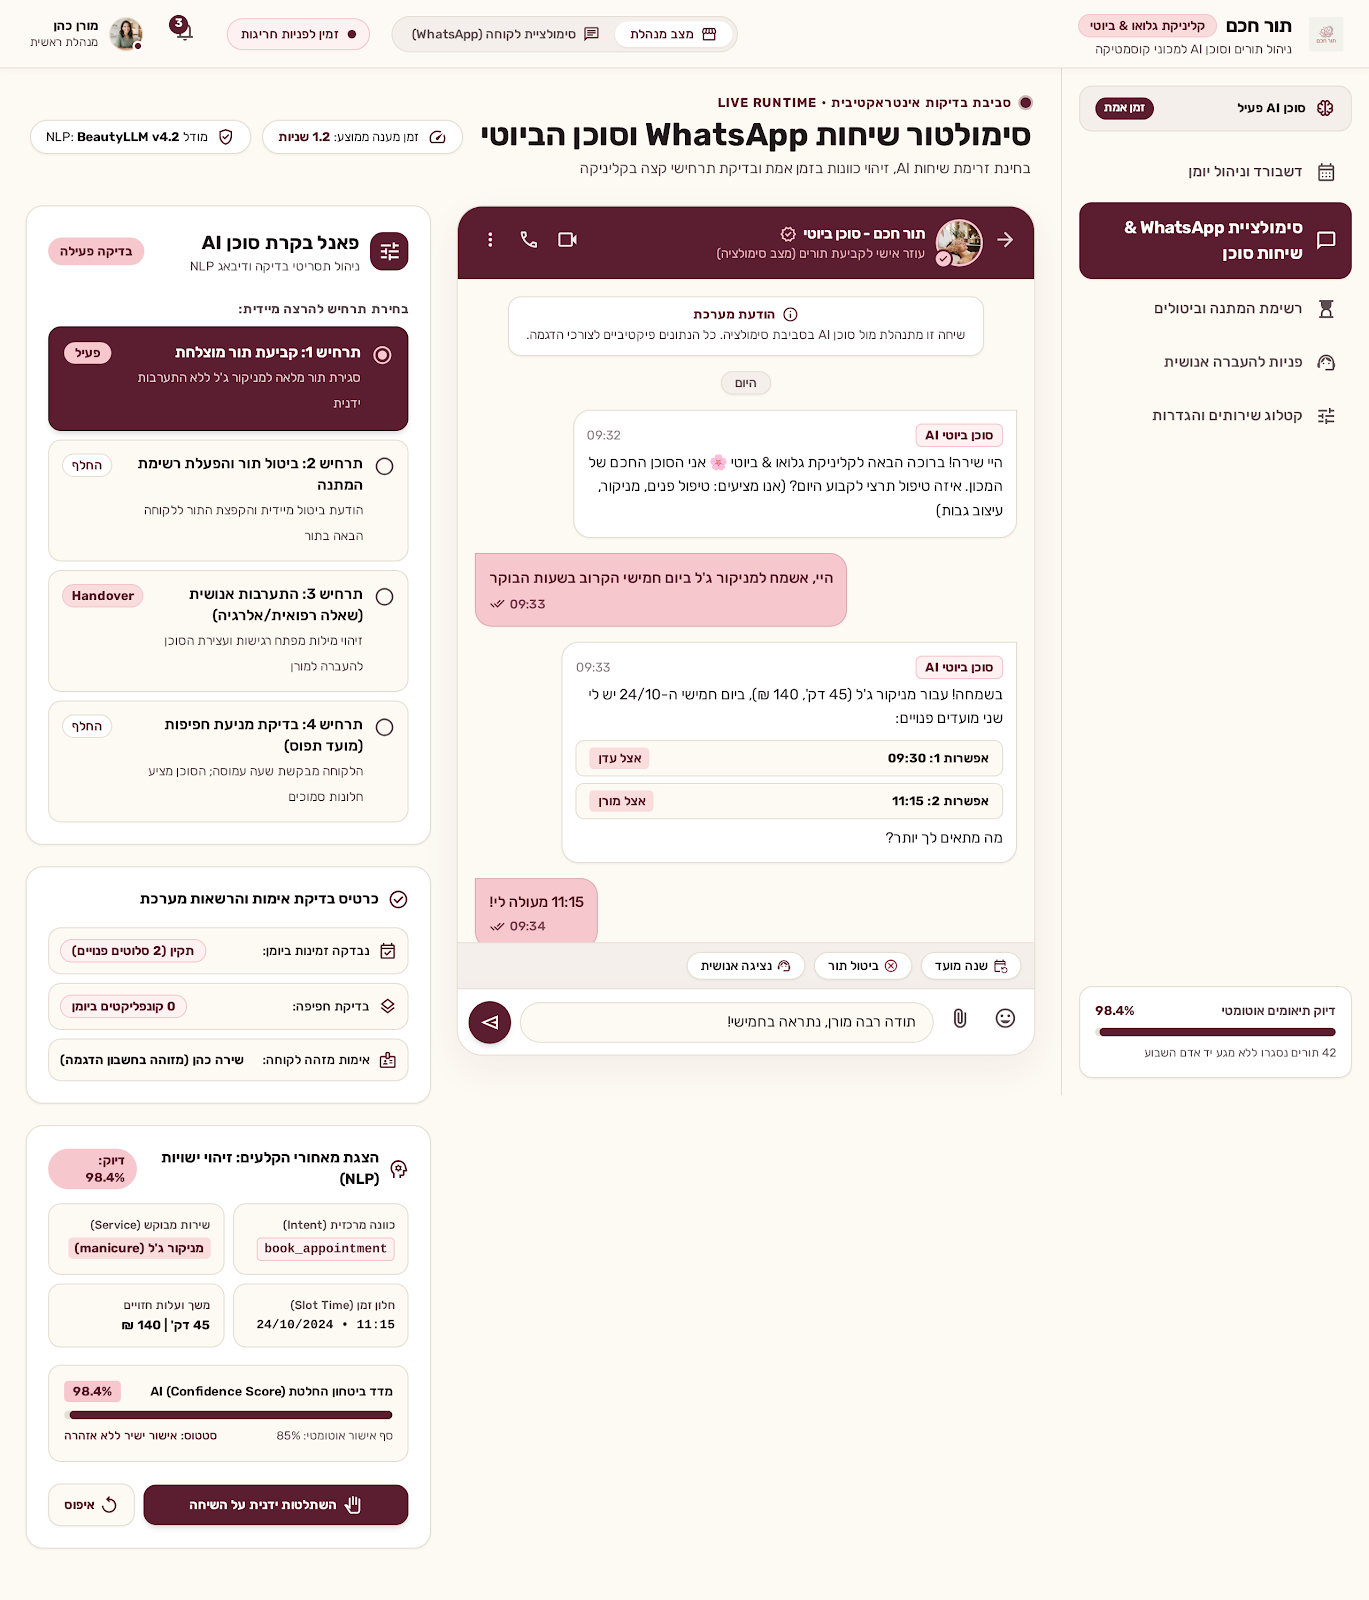 תור חכם קליניקת גלואו & ביוטי
ניהול תורים וסוכן AI למכוני קוסמטיקה
תור חכם
מצב מנהלת
סימולציית לקוחה (WhatsApp)
זמין לפניות חריגות
3
מורן כהן
מנהלת ראשית
סוכן AI פעיל
זמן אמת
דשבורד וניהול יומן
סימולציית WhatsApp &
שיחות סוכן
רשימת המתנה וביטולים
פניות להעברה אנושית
קטלוג שירותים והגדרות
דיוק תיאומים אוטומטי 98.4%
42 תורים נסגרו ללא מגע יד אדם השבוע
סביבת בדיקות אינטראקטיבית • LIVE RUNTIME
סימולטור שיחות WhatsApp וסוכן הביוטי
בחינת זרימת שיחות AI, זיהוי כוונות בזמן אמת ובדיקת תרחישי קצה בקליניקה
זמן מענה ממוצע: 1.2 שניות
מודל NLP: BeautyLLM v4.2
תור חכם - סוכן ביוטי
עוזר אישי לקביעת תורים (מצב סימולציה)
הודעת מערכת
שיחה זו מתנהלת מול סוכן AI בסביבת סימולציה. כל הנתונים פיקטיביים לצורכי הדגמה.
היום
סוכן ביוטי AI 09:32
היי שירה! ברוכה הבאה לקליניקת גלואו & ביוטי 🌸 אני הסוכן החכם של
המכון. איזה טיפול תרצי לקבוע היום? (אנו מציעים: טיפול פנים, מניקור,
עיצוב גבות)
היי, אשמח למניקור ג'ל ביום חמישי הקרוב בשעות הבוקר
09:33
סוכן ביוטי AI 09:33
בשמחה! עבור מניקור ג'ל (45 דק', 140 ₪), ביום חמישי ה-24/10 יש לי
שני מועדים פנויים:
אפשרות 1: 09:30 אצל עדן
אפשרות 2: 11:15 אצל מורן
מה מתאים לך יותר?
11:15 מעולה לי!
09:34
שנה מועד
ביטול תור
נציגה אנושית
תודה רבה מורן, נתראה בחמישי!
פאנל בקרת סוכן AI
ניהול תסריטי בדיקה ודיבאג NLP
בדיקה פעילה
בחירת תרחיש להרצה מיידית:
תרחיש 1: קביעת תור מוצלחת פעיל
סגירת תור מלאה למניקור ג'ל ללא התערבות
ידנית
תרחיש 2: ביטול תור והפעלת רשימת החלף
המתנה
הודעת ביטול מיידית והקפצת התור ללקוחה
הבאה בתור
תרחיש 3: התערבות אנושית Handover
(שאלה רפואית/אלרגיה)
זיהוי מילות מפתח רגישות ועצירת הסוכן
להעברה למורן
תרחיש 4: בדיקת מניעת חפיפות החלף
(מועד תפוס)
הלקוחה מבקשת שעה עמוסה; הסוכן מציע
חלונות סמוכים
כרטיס בדיקת אימות והרשאות מערכת
נבדקה זמינות ביומן: תקין (2 סלוטים פנויים)
בדיקת חפיפה: 0 קונפליקטים ביומן
אימות מזהה לקוחה: שירה כהן (מזוהה בחשבון הדגמה)
הצגת מאחורי הקלעים: זיהוי ישויות
(NLP)
דיוק:
98.4%
כוונה מרכזית (Intent)
book_appointment
שירות מבוקש (Service)
מניקור ג'ל (manicure)
חלון זמן (Slot Time)
24/10/2024 • 11:15
משך ועלות חזויים
45 דק' | 140 ₪
מדד ביטחון החלטת AI (Confidence Score) 98.4%
סף אישור אוטומטי: 85%
סטטוס: אישור ישיר ללא אזהרה
השתלטות ידנית על השיחה
איפוס